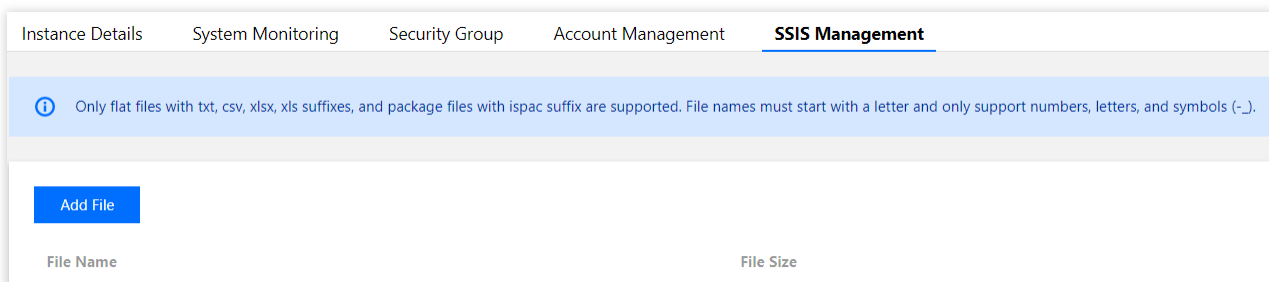 Instance Details System Monitoring Security Group Account Management SSIS Management
Only flat files with txt, csv, xlsx, xls suffixes, and package files with ispac suffix are supported. File names must start with a letter and only support numbers, letters, and symbols (-_).
Add File
File Name File Size